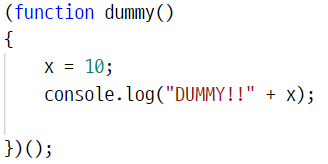 (function dummy()
{
    x = 10;
    console.log("DUMMY!!" + x);
})();